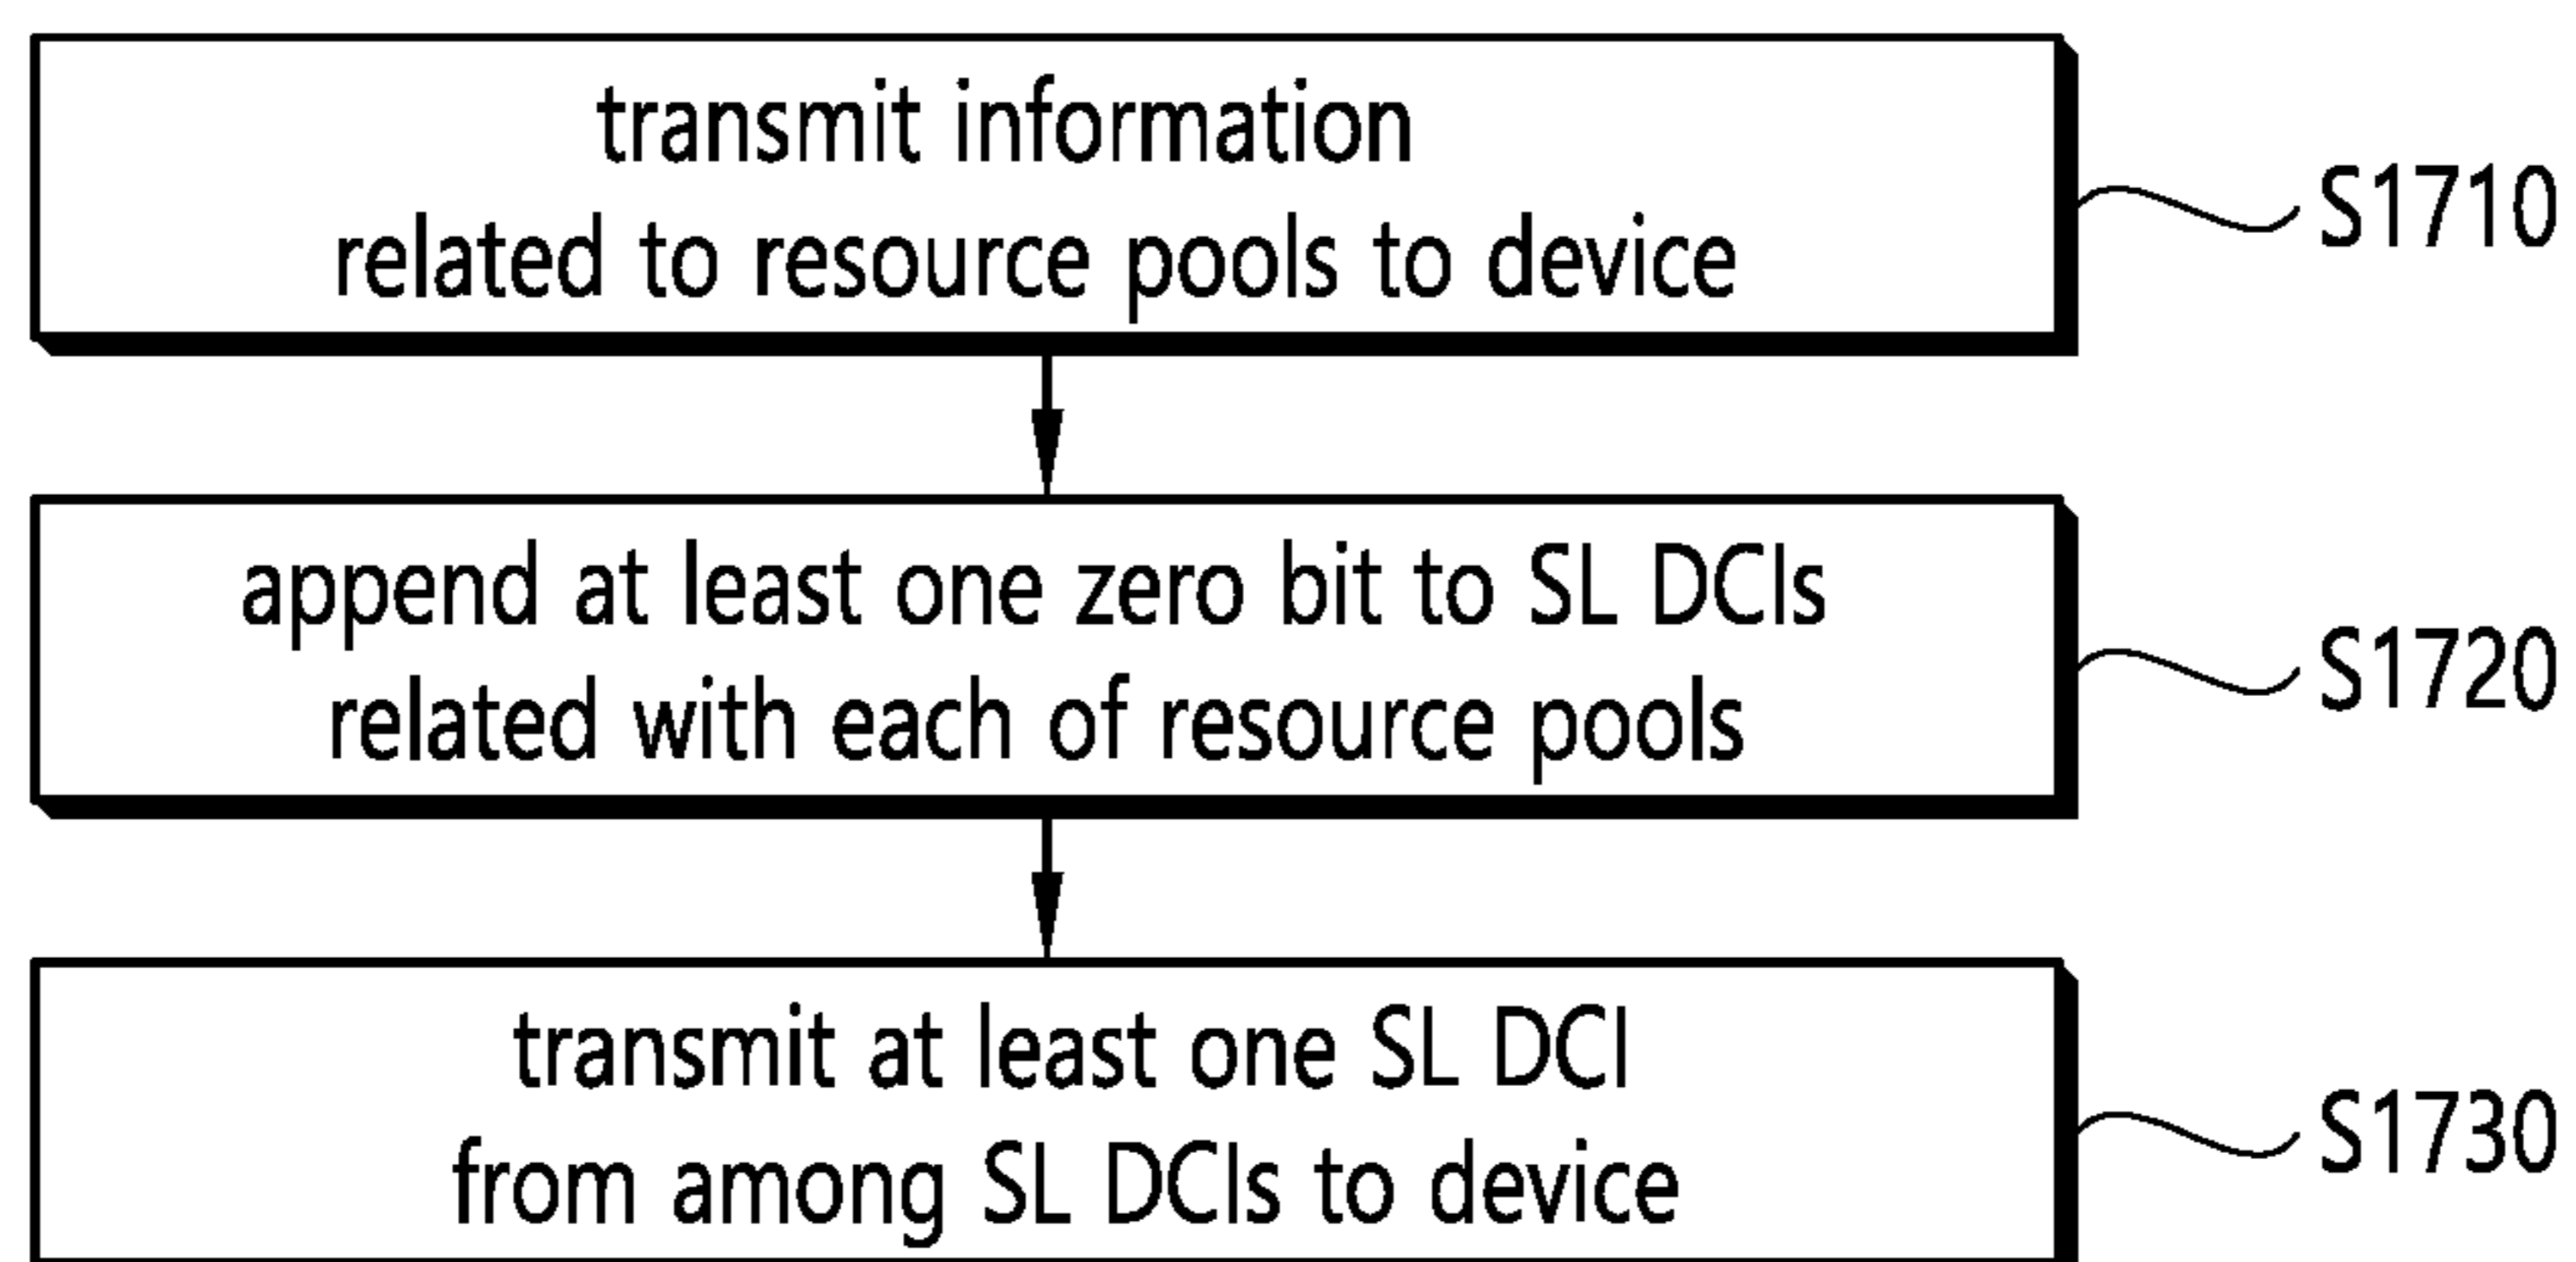 transmit information
related to resource pools to device
S1710
append at least one zero bit to SL DCIs
related with each of resource pools
S1720
transmit at least one SL DCI
from among SL DCIs to device
S1730